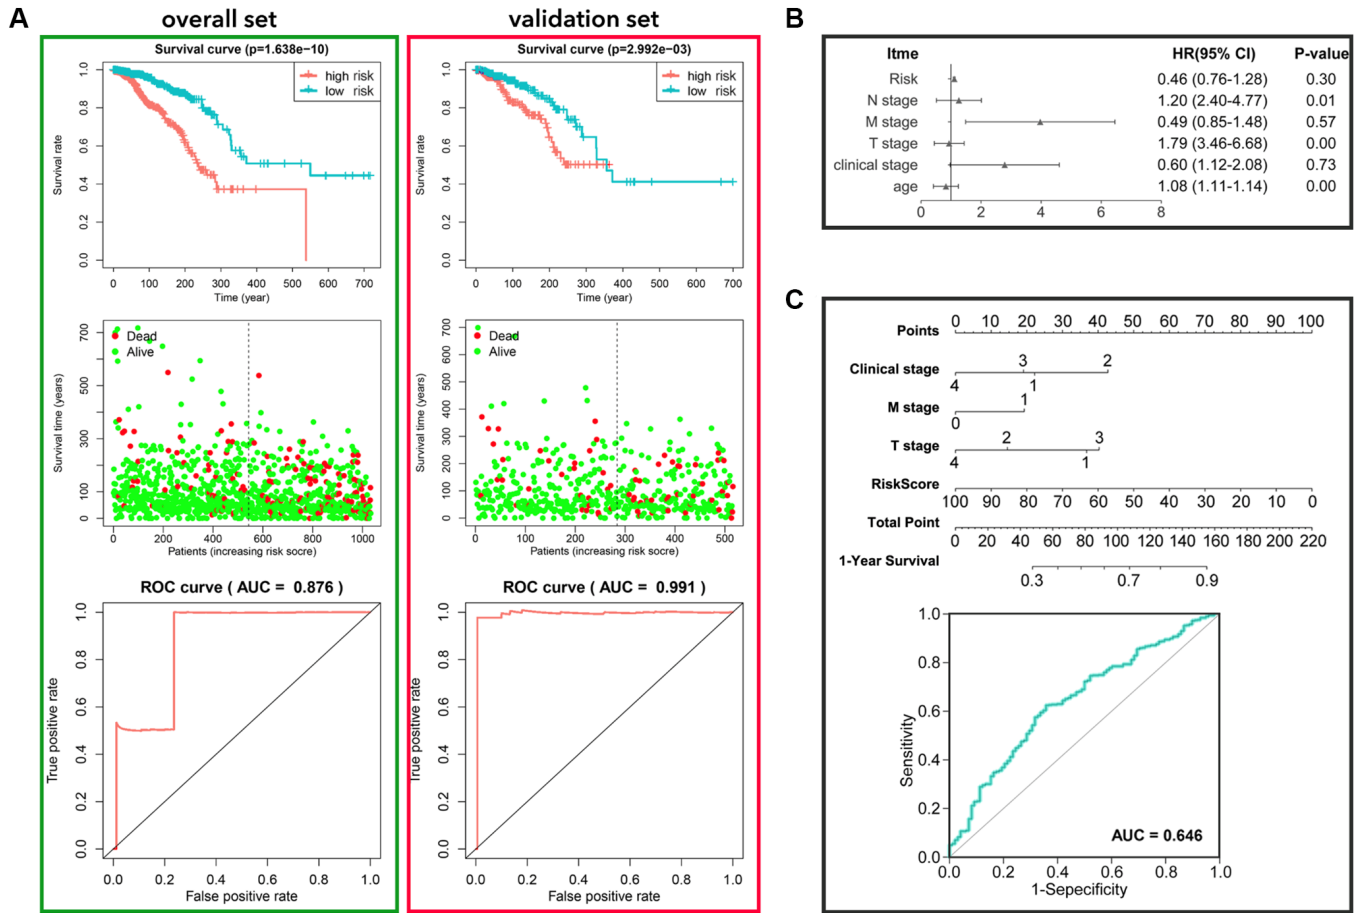 A
overall set
validation set
Survival curve (p=1.638e−10)
high risk
low risk
Survival rate
1.0
0.8
0.6
0.4
0.2
0.0
0 100 200 300 400 500 600 700
Time (year)
Survival curve (p=2.992e−03)
high risk
low risk
Survival rate
1.0
0.8
0.6
0.4
0.2
0.0
0 100 200 300 400 500 600 700
Time (year)
Dead
Alive
Survival time (years)
700
500
300
100
0
0 200 400 600 800 1000
Patients (increasing risk socre)
Dead
Alive
Survival time (years)
700
600
500
400
300
200
100
0
0 100 200 300 400 500
Patients (increasing risk socre)
ROC curve ( AUC = 0.876 )
True positive rate
1.0
0.8
0.6
0.4
0.2
0.0
0.0 0.2 0.4 0.6 0.8 1.0
False positive rate
ROC curve ( AUC = 0.991 )
True positive rate
1.0
0.8
0.6
0.4
0.2
0.0
0.0 0.2 0.4 0.6 0.8 1.0
False positive rate
B
Itme HR(95% CI) P-value
Risk 0.46 (0.76-1.28) 0.30
N stage 1.20 (2.40-4.77) 0.01
M stage 0.49 (0.85-1.48) 0.57
T stage 1.79 (3.46-6.68) 0.00
clinical stage 0.60 (1.12-2.08) 0.73
age 1.08 (1.11-1.14) 0.00
0 2 4 6 8
C
Points 0 10 20 30 40 50 60 70 80 90 100
3 2
Clinical stage
4 1
1
M stage
0
2 3
T stage
4 1
RiskScore
100 90 80 70 60 50 40 30 20 10 0
Total Point
0 20 40 60 80 100 120 140 160 180 200 220
1-Year Survival
0.3 0.7 0.9
Sensitivity
1.0
0.8
0.6
0.4
0.2
0.0
AUC = 0.646
0.0 0.2 0.4 0.6 0.8 1.0
1-Sepecificity